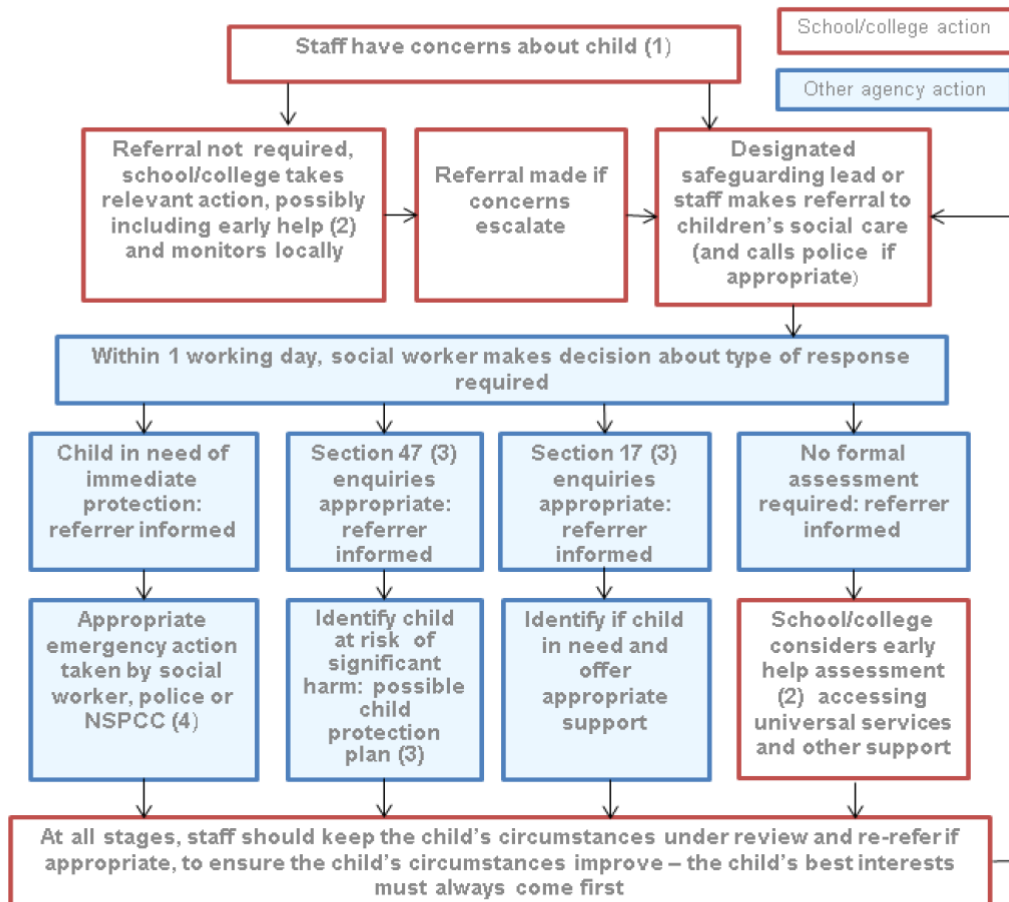 School/college action
Other agency action
Staff have concerns about child (1)
Referral not required,
school/college takes
relevant action, possibly
including early help (2)
and monitors locally
Referral made if
concerns
escalate
Designated
safeguarding lead or
staff makes referral to
children’s social care
(and calls police if
appropriate)
Within 1 working day, social worker makes decision about type of response
required
Child in need of
immediate
protection:
referrer informed
Section 47 (3)
enquiries
appropriate:
referrer
informed
Section 17 (3)
enquiries
appropriate:
referrer
informed
No formal
assessment
required: referrer
informed
Appropriate
emergency action
taken by social
worker, police or
NSPCC (4)
Identify child
at risk of
significant
harm: possible
child
protection
plan (3)
Identify if child
in need and
offer
appropriate
support
School/college
considers early
help assessment
(2) accessing
universal services
and other support
At all stages, staff should keep the child’s circumstances under review and re-refer if
appropriate, to ensure the child’s circumstances improve – the child’s best interests
must always come first